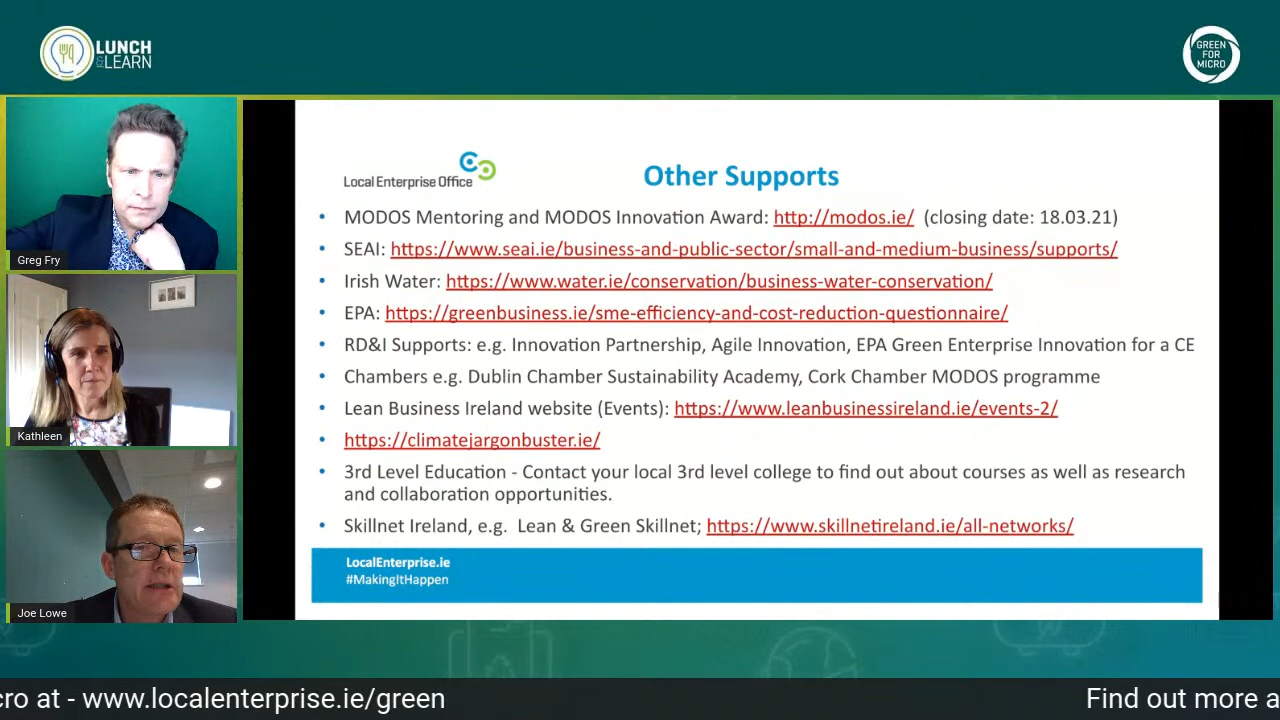 LUNCH
& LEARN
GREEN
FOR
MICRO
Greg Fry
Kathleen
Joe Lowe
Local Enterprise Office
Other Supports
• MODOS Mentoring and MODOS Innovation Award: http://modos.ie/ (closing date: 18.03.21)
• SEAI: https://www.seai.ie/business-and-public-sector/small-and-medium-business/supports/
• Irish Water: https://www.water.ie/conservation/business-water-conservation/
• EPA: https://greenbusiness.ie/sme-efficiency-and-cost-reduction-questionnaire/
• RD&I Supports: e.g. Innovation Partnership, Agile Innovation, EPA Green Enterprise Innovation for a CE
• Chambers e.g. Dublin Chamber Sustainability Academy, Cork Chamber MODOS programme
• Lean Business Ireland website (Events): https://www.leanbusinessireland.ie/events-2/
• https://climatejargonbuster.ie/
• 3rd Level Education - Contact your local 3rd level college to find out about courses as well as research
and collaboration opportunities.
• Skillnet Ireland, e.g. Lean & Green Skillnet; https://www.skillnetireland.ie/all-networks/
LocalEnterprise.ie
#MakingItHappen
cro at - www.localenterprise.ie/green
Find out more a